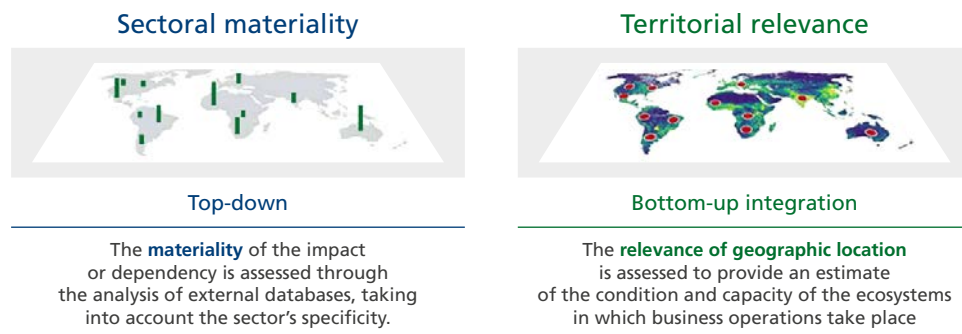 Sectoral materiality
Top-down
The materiality of the impact
or dependency is assessed through
the analysis of external databases, taking
into account the sector's specificity.
Territorial relevance
Bottom-up integration
The relevance of geographic location
is assessed to provide an estimate
of the condition and capacity of the ecosystems
in which business operations take place